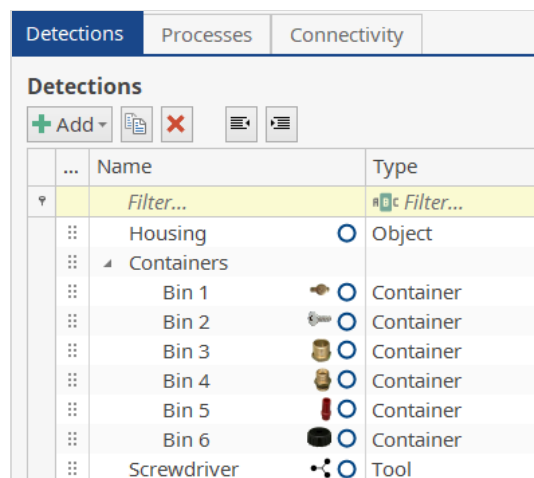 Detections Processes Connectivity
Detections
Add
... Name Type
Filter... ABC Filter...
Housing Object
Containers
Bin 1 Container
Bin 2 Container
Bin 3 Container
Bin 4 Container
Bin 5 Container
Bin 6 Container
Screwdriver Tool